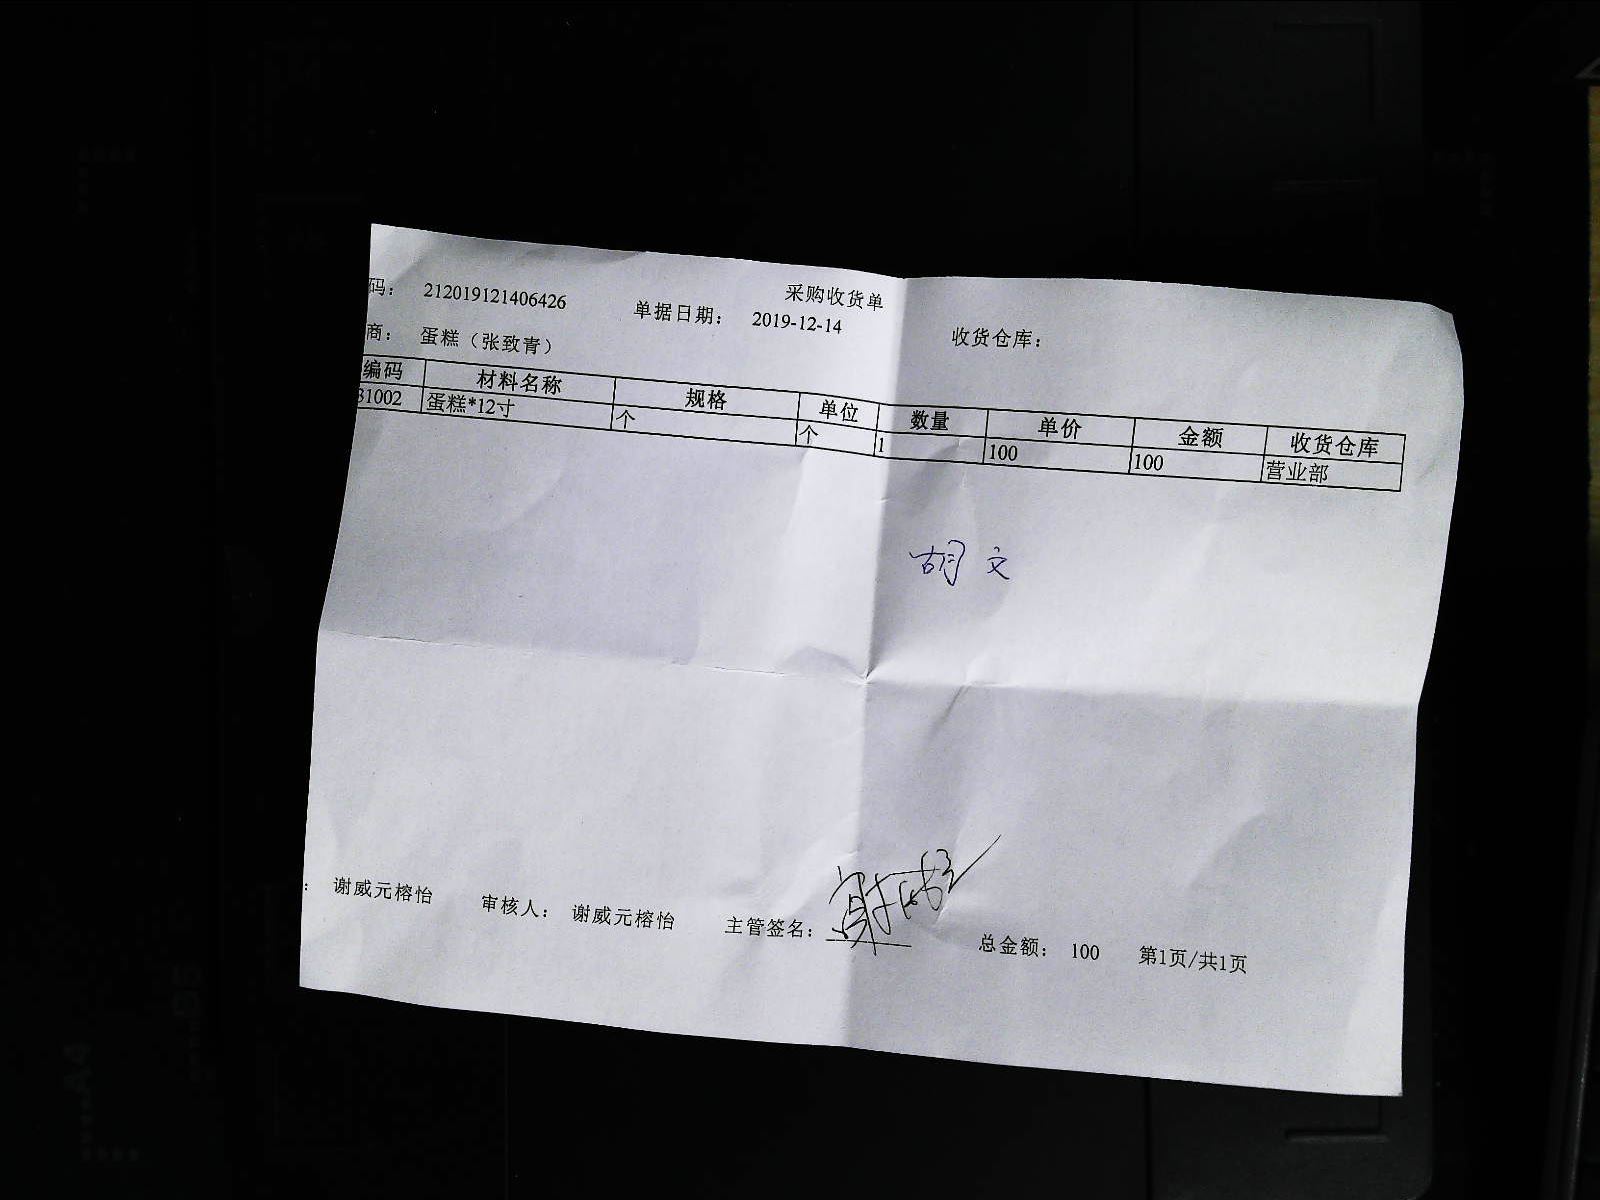 采购收货单
码： 212019121406426 单据日期： 2019-12-14 收货仓库：
商： 蛋糕（张致青）
编码 材料名称 规格 单位 数量 单价 金额 收货仓库
31002 蛋糕*12寸 个 个 1 100 100 营业部
胡文
： 谢威元榕怡 审核人： 谢威元榕怡 主管签名： 总金额： 100 第1页/共1页